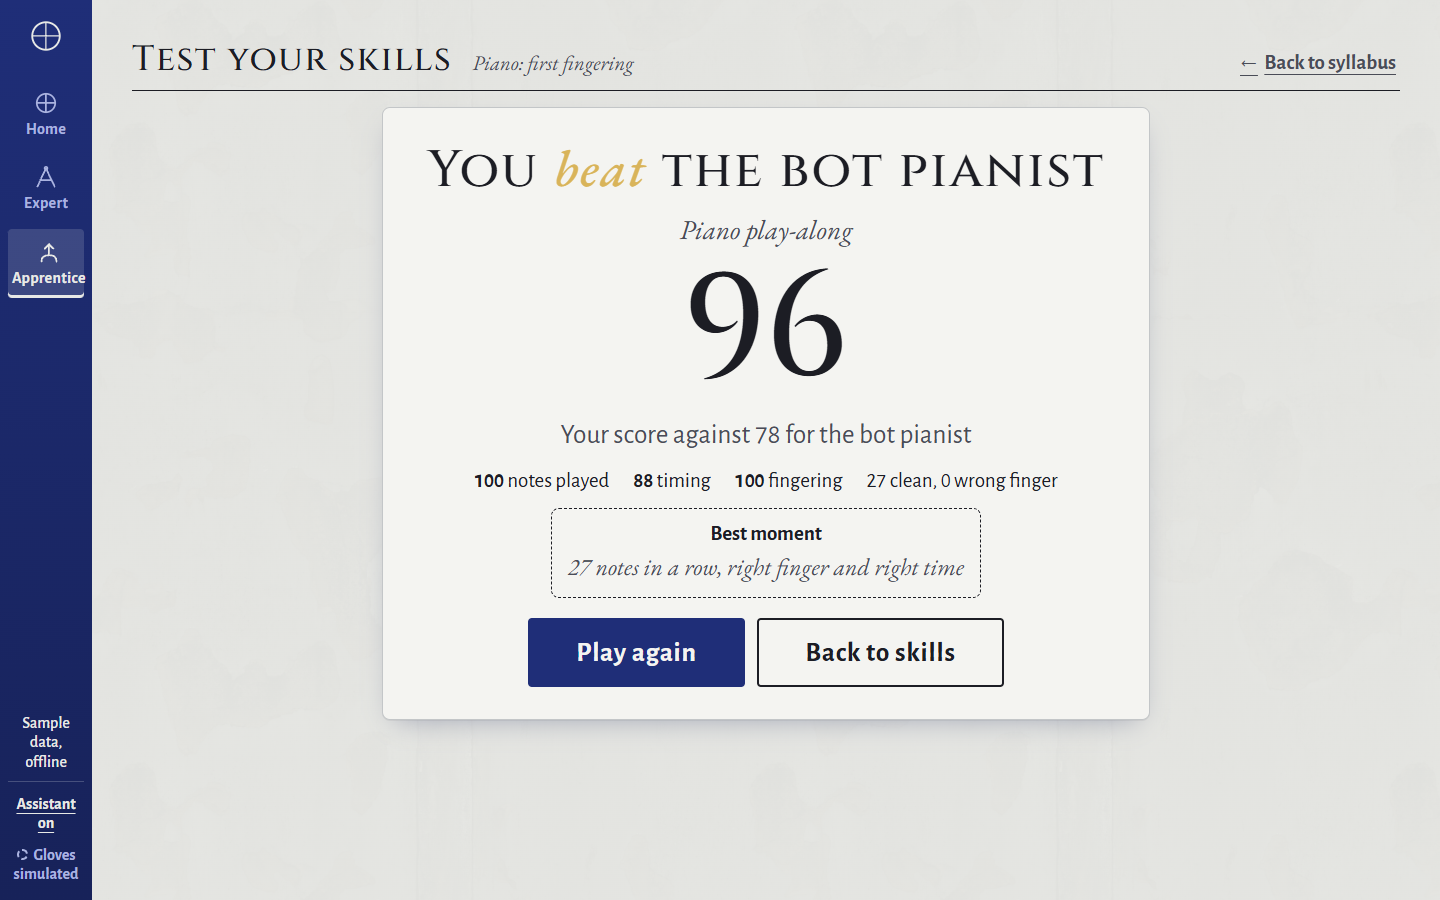 Home
Expert
Apprentice
Sample
data,
offline
Assistant
on
Gloves
simulated
Test your skills
Piano: first fingering
← Back to syllabus
You beat the bot pianist
Piano play-along
96
Your score against 78 for the bot pianist
100 notes played 88 timing 100 fingering 27 clean, 0 wrong finger
Best moment
27 notes in a row, right finger and right time
Play again
Back to skills